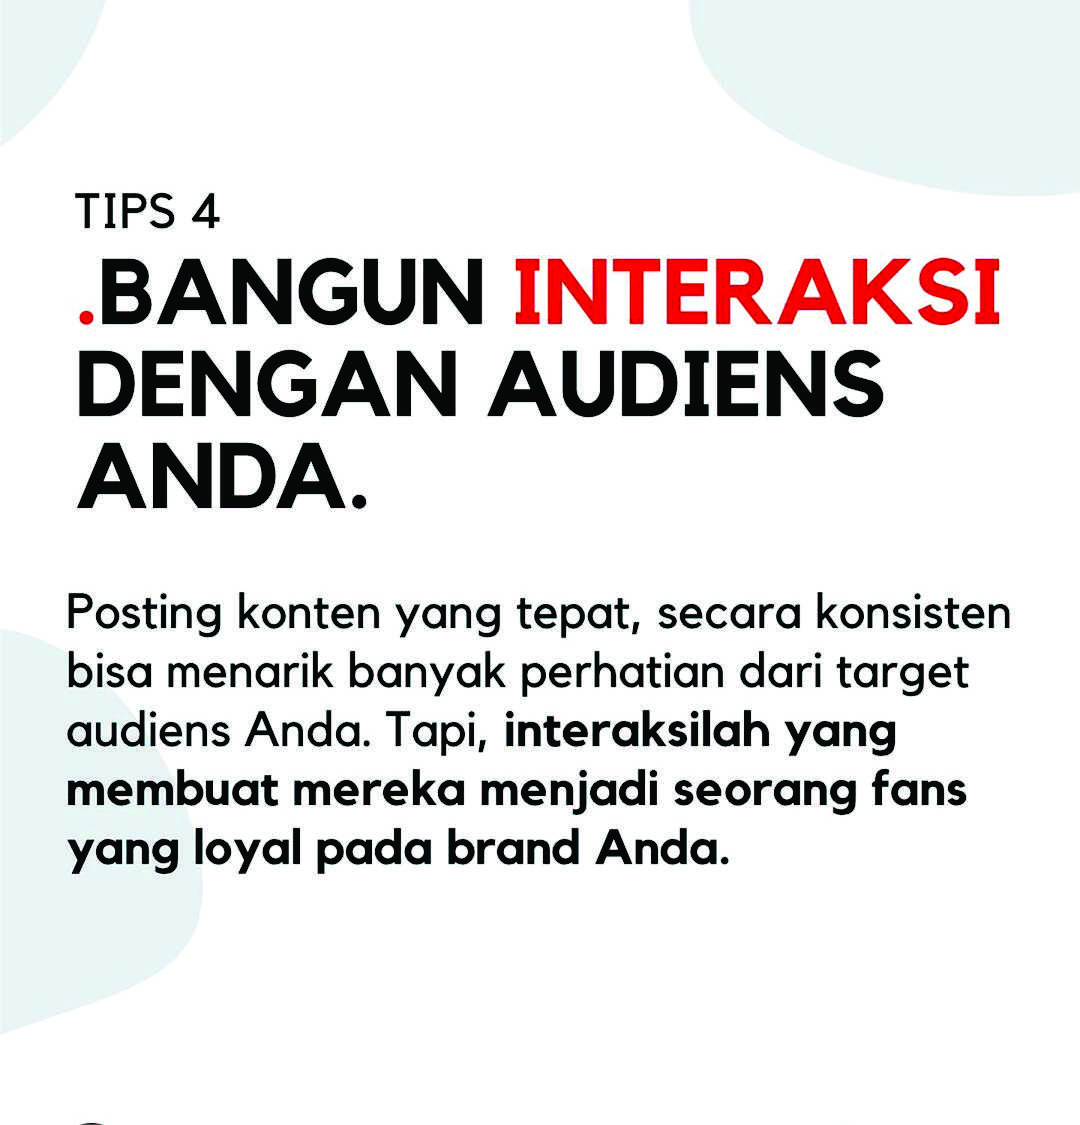 TIPS 4
.BANGUN INTERAKSI
DENGAN AUDIENS
ANDA.
Posting konten yang tepat, secara konsisten
bisa menarik banyak perhatian dari target
audiens Anda. Tapi, interaksilah yang
membuat mereka menjadi seorang fans
yang loyal pada brand Anda.